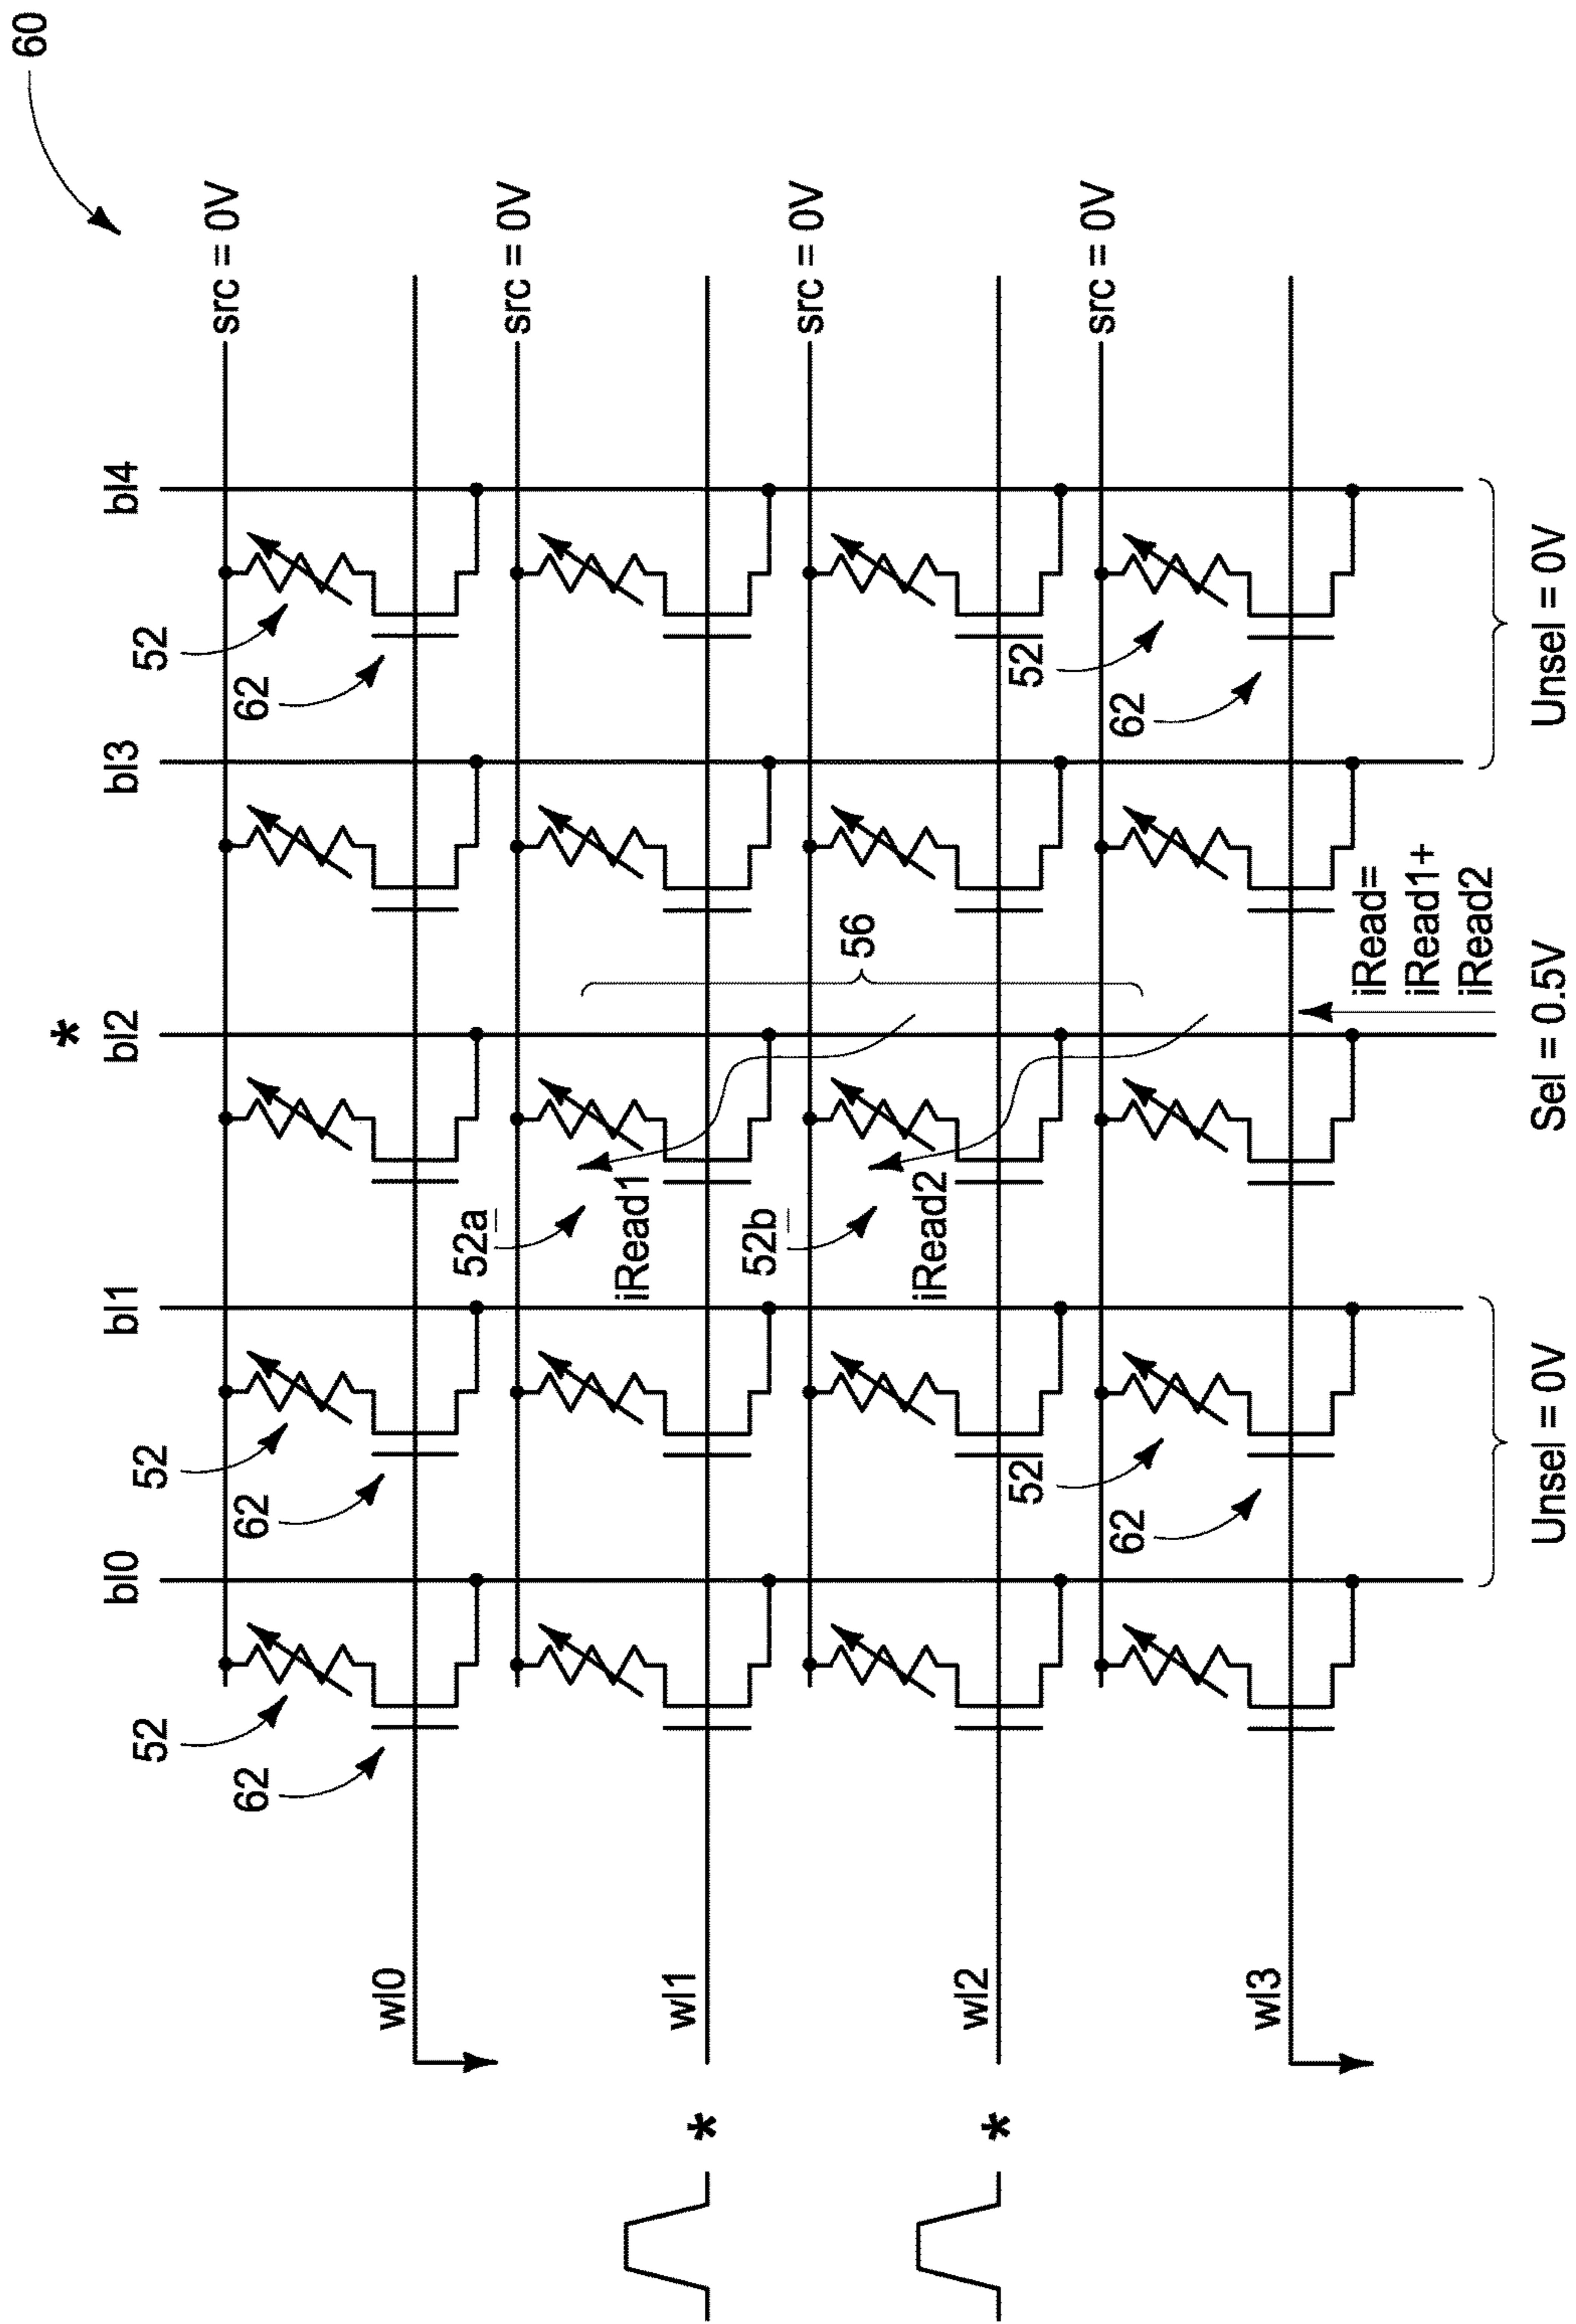 60
*
bl0
bl1
bl2
bl3
bl4
52
52
52
src = 0V
62
62
62
wl0
52a
src = 0V
iRead1
*
wl1
52b
src = 0V
56
iRead2
*
wl2
52
52
src = 0V
62
62
wl3
iRead=
iRead1+
iRead2
Unsel = 0V
Sel = 0.5V
Unsel = 0V